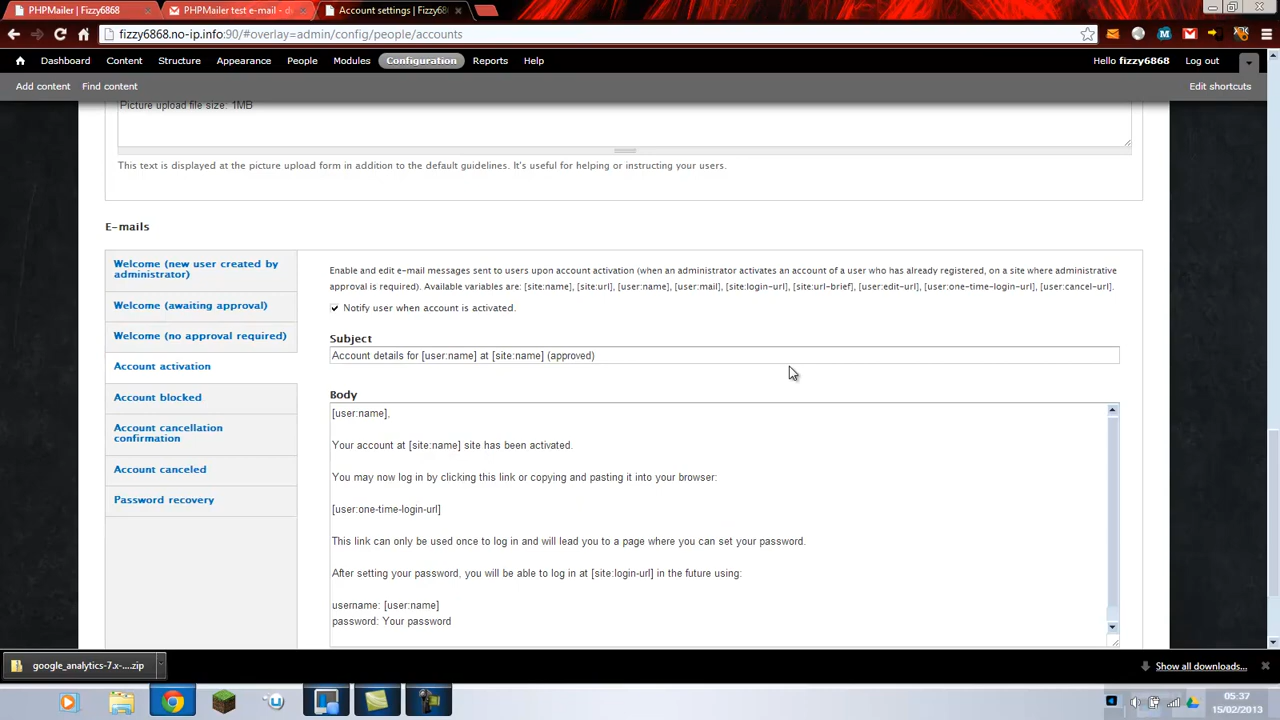 PHPMailer | Fizzy6868
PHPMailer test e-mail - d
Account settings | Fizzy68
fizzy6868.no-ip.info:90/#overlay=admin/config/people/accounts
Dashboard Content Structure Appearance People Modules Configuration Reports Help
Hello fizzy6868 Log out
Add content Find content
Edit shortcuts
Picture upload file size: 1MB
This text is displayed at the picture upload form in addition to the default guidelines. It's useful for helping or instructing your users.
E-mails
Welcome (new user created by
administrator)
Welcome (awaiting approval)
Welcome (no approval required)
Account activation
Account blocked
Account cancellation
confirmation
Account canceled
Password recovery
Enable and edit e-mail messages sent to users upon account activation (when an administrator activates an account of a user who has already registered, on a site where administrative
approval is required). Available variables are: [site:name], [site:url], [user:name], [user:mail], [site:login-url], [site:url-brief], [user:edit-url], [user:one-time-login-url], [user:cancel-url].
Notify user when account is activated.
Subject
Account details for [user:name] at [site:name] (approved)
Body
[user:name],
Your account at [site:name] site has been activated.
You may now log in by clicking this link or copying and pasting it into your browser:
[user:one-time-login-url]
This link can only be used once to log in and will lead you to a page where you can set your password.
After setting your password, you will be able to log in at [site:login-url] in the future using:
username: [user:name]
password: Your password
google_analytics-7.x-....zip
Show all downloads...
05:37
15/02/2013